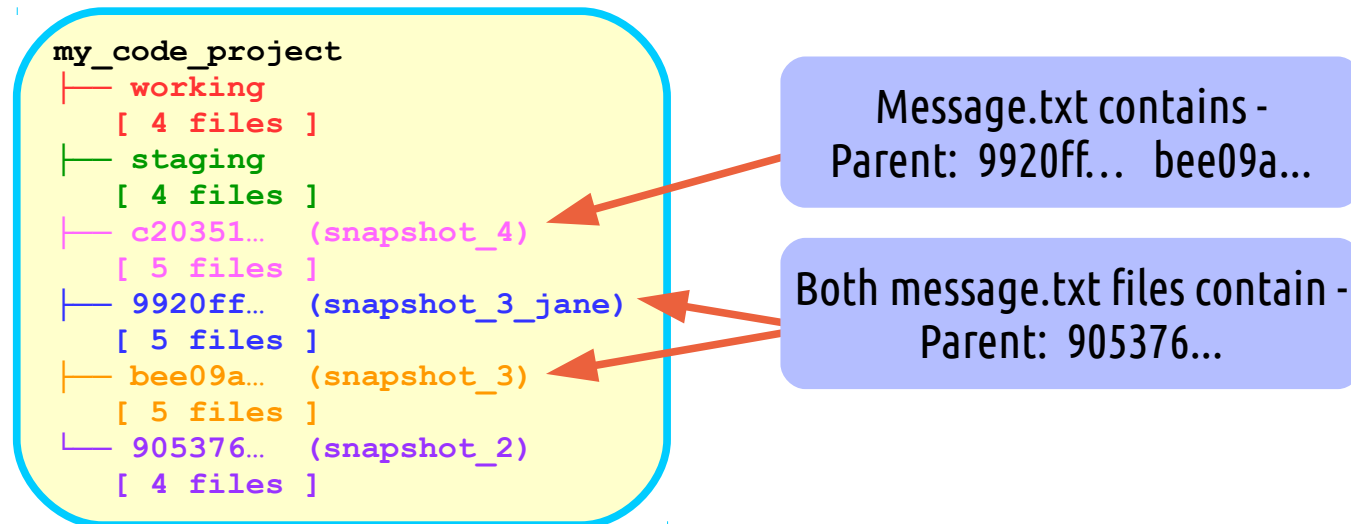 my_code_project
├── working
[ 4 files ]
├── staging
[ 4 files ]
├── c20351… (snapshot_4)
[ 5 files ]
├── 9920ff… (snapshot_3_jane)
[ 5 files ]
├── bee09a… (snapshot_3)
[ 5 files ]
└── 905376… (snapshot_2)
[ 4 files ]
Message.txt contains -
Parent: 9920ff… bee09a...
Both message.txt files contain -
Parent: 905376...